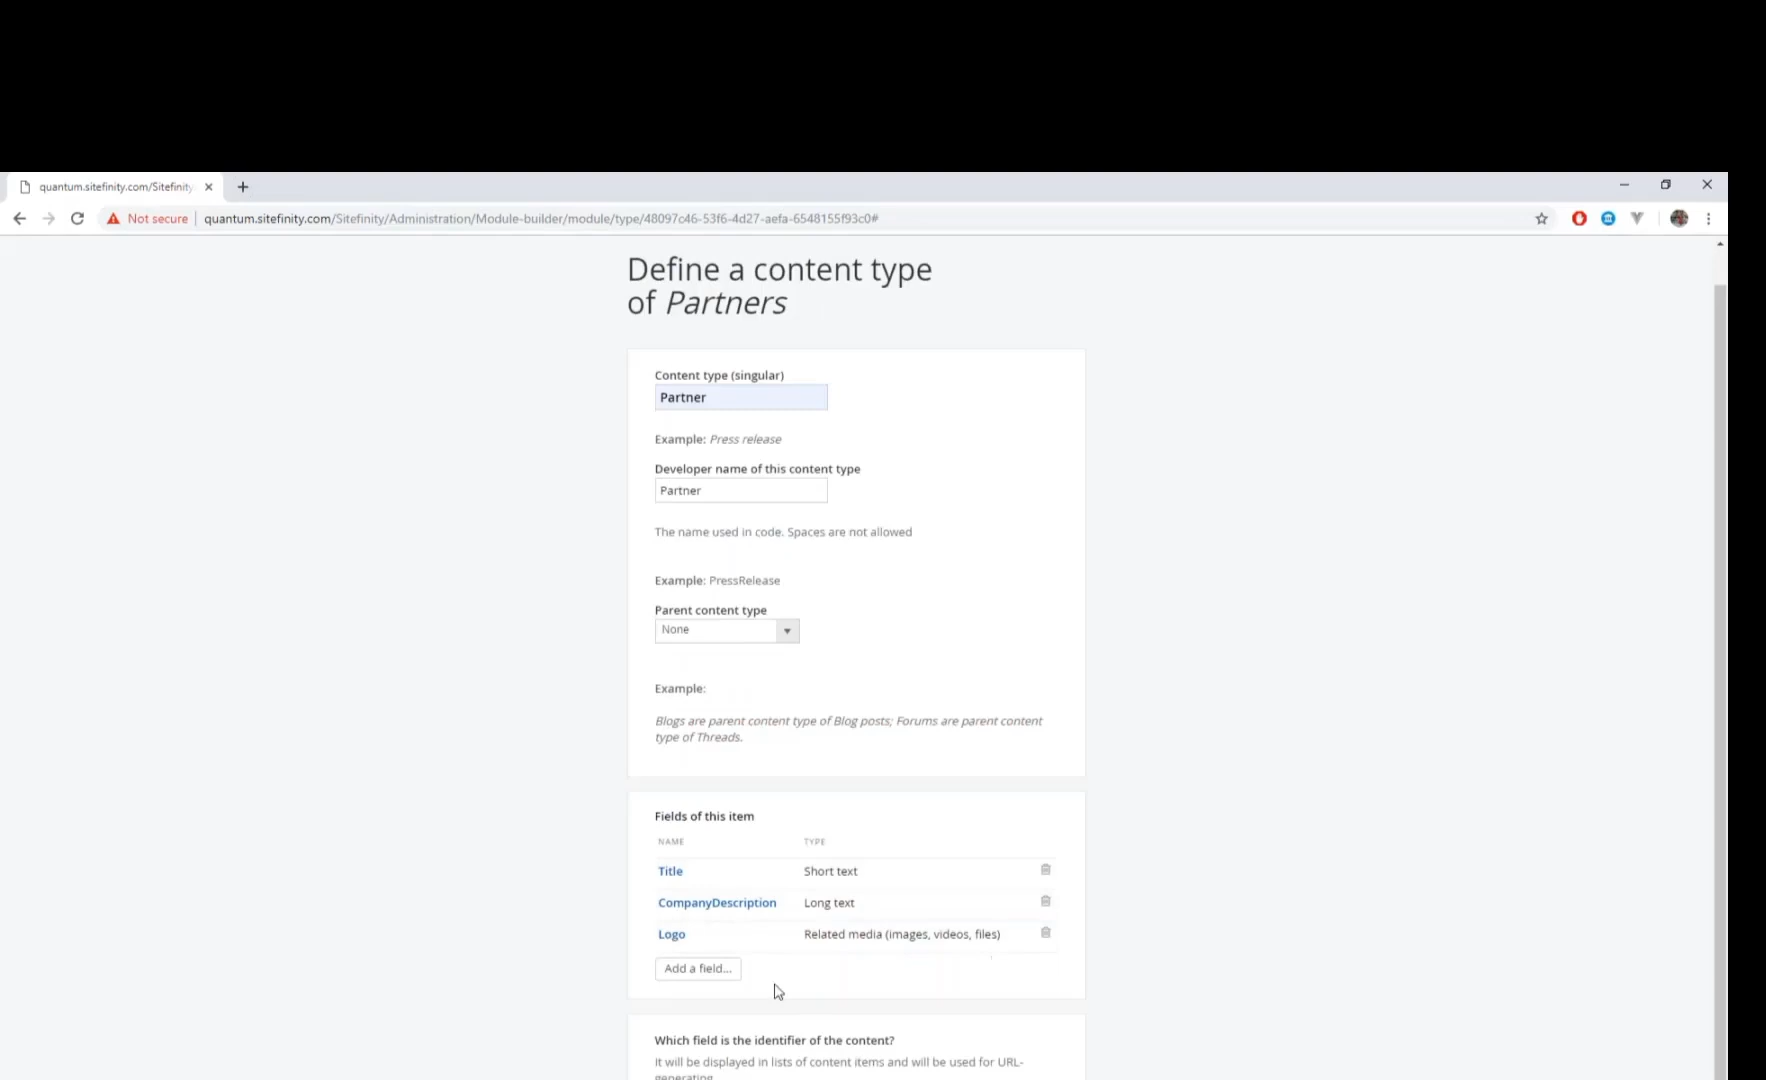 quantum.sitefinity.com/Sitefinity
Not secure
quantum.sitefinity.com/Sitefinity/Administration/Module-builder/module/type/48097c46-53f6-4d27-aefa-6548155f93c0#
Define a content type
of Partners
Content type (singular)
Partner
Example: Press release
Developer name of this content type
Partner
The name used in code. Spaces are not allowed
Example: PressRelease
Parent content type
None
Example:
Blogs are parent content type of Blog posts; Forums are parent content
type of Threads.
Fields of this item
NAME TYPE
Title Short text
CompanyDescription Long text
Logo Related media (images, videos, files)
Add a field...
Which field is the identifier of the content?
It will be displayed in lists of content items and will be used for URL-
generating